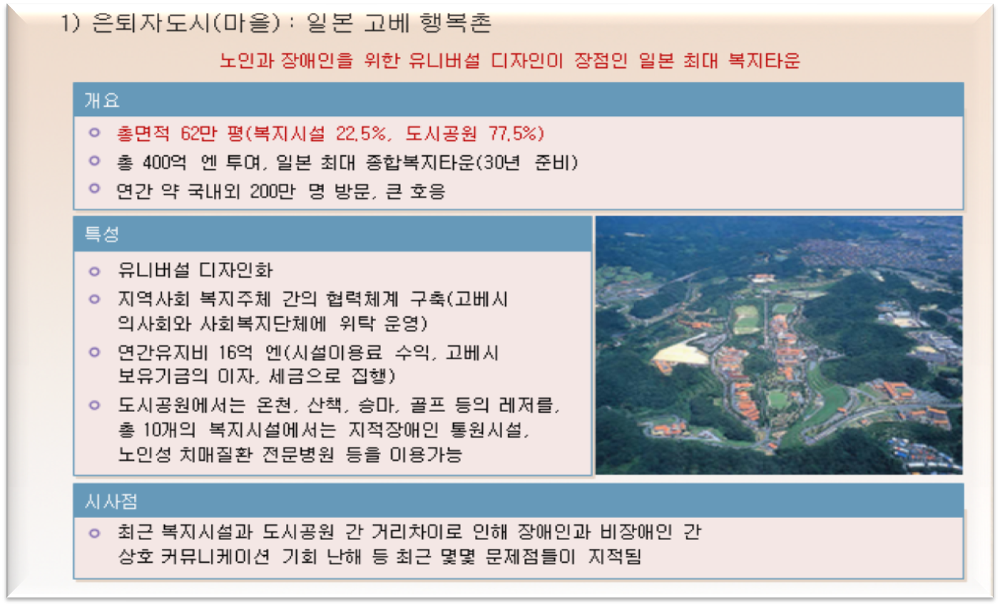 1) 은퇴자도시(마을) : 일본 고베 행복촌
노인과 장애인을 위한 유니버설 디자인이 장점인 일본 최대 복지타운
개요
총면적 62만 평(복지시설 22.5%, 도시공원 77.5%)
총 400억 엔 투여, 일본 최대 종합복지타운(30년 준비)
연간 약 국내외 200만 명 방문, 큰 호응
특성
유니버설 디자인화
지역사회 복지주체 간의 협력체계 구축(고베시
의사회와 사회복지단체에 위탁 운영)
연간유지비 16억 엔(시설이용료 수익, 고베시
보유기금의 이자, 세금으로 집행)
도시공원에서는 온천, 산책, 승마, 골프 등의 레저를,
총 10개의 복지시설에서는 지적장애인 통원시설,
노인성 치매질환 전문병원 등을 이용가능
시사점
최근 복지시설과 도시공원 간 거리차이로 인해 장애인과 비장애인 간
상호 커뮤니케이션 기회 난해 등 최근 몇몇 문제점들이 지적됨